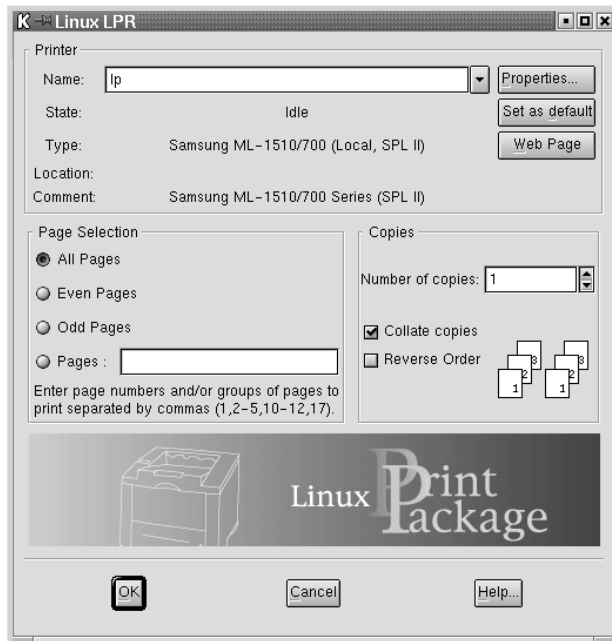 K Linux LPR
Printer
Name: lp Properties...
State: Idle Set as default
Type: Samsung ML-1510/700 (Local, SPL II) Web Page
Location:
Comment: Samsung ML-1510/700 Series (SPL II)
Page Selection
All Pages
Even Pages
Odd Pages
Pages :
Enter page numbers and/or groups of pages to
print separated by commas (1,2-5,10-12,17).
Copies
Number of copies: 1
Collate copies
Reverse Order
3 3
2 2
1 1
Linux Print
Package
OK Cancel Help...